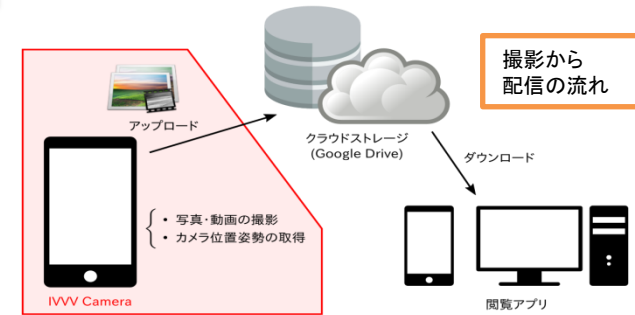 撮影から
配信の流れ
アップロード
クラウドストレージ
(Google Drive)
ダウンロード
• 写真・動画の撮影
• カメラ位置姿勢の取得
IVVV Camera
閲覧アプリ